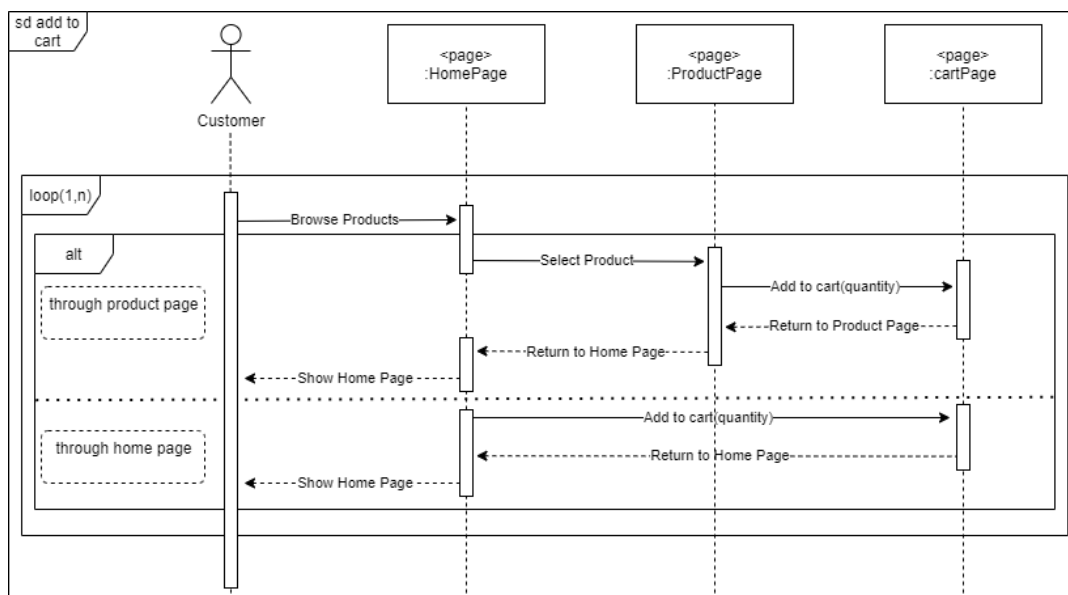 sd add to
cart
<page>
:HomePage
<page>
:ProductPage
<page>
:cartPage
Customer
loop(1,n)
Browse Products
alt
Select Product
through product page
Add to cart(quantity)
Return to Product Page
Return to Home Page
Show Home Page
Add to cart(quantity)
through home page
Return to Home Page
Show Home Page